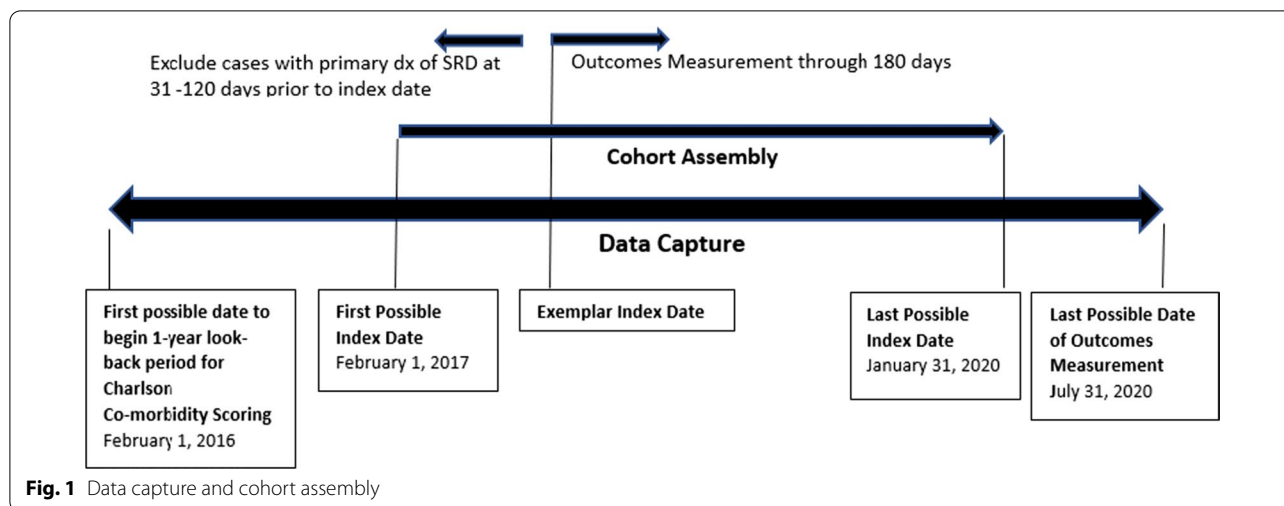 Exclude cases with primary dx of SRD at
31 -120 days prior to index date
Outcomes Measurement through 180 days
Cohort Assembly
Data Capture
First possible date to
begin 1-year look-
back period for
Charlson
Co-morbidity Scoring
February 1, 2016
First Possible
Index Date
February 1, 2017
Exemplar Index Date
Last Possible
Index Date
January 31, 2020
Last Possible Date
of Outcomes
Measurement
July 31, 2020
Fig. 1 Data capture and cohort assembly